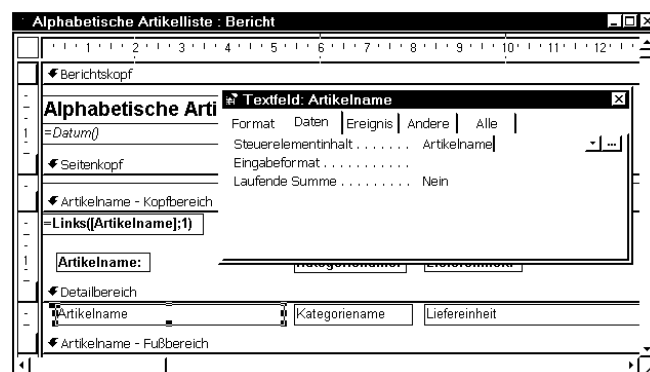 Alphabetische Artikelliste : Bericht
1 2 3 4 5 6 7 8 9 10 11 12
Berichtskopf
Alphabetische Arti
=Datum()
1
Seitenkopf
Textfeld: Artikelname
Format Daten Ereignis Andere Alle
Steuerelementinhalt . . . . . . . Artikelname ...
Eingabeformat . . . . . . . . . . .
Laufende Summe . . . . . . . . . Nein
Artikelname - Kopfbereich
=Links([Artikelname];1)
1
Artikelname:
Detailbereich
Artikelname Kategoriename Liefereinheit
Artikelname - Fußbereich